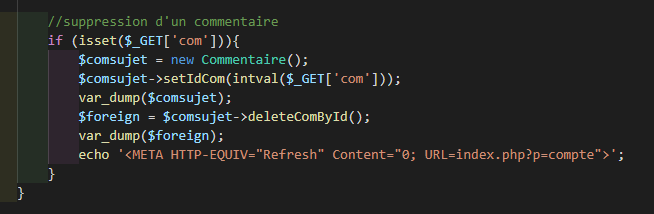 //suppression d'un commentaire
if (isset($_GET['com'])){
$comsujet = new Commentaire();
$comsujet->setIdCom(intval($_GET['com']));
var_dump($comsujet);
$foreign = $comsujet->deleteComById();
var_dump($foreign);
echo '<META HTTP-EQUIV="Refresh" Content="0; URL=index.php?p=compte">';
}
}